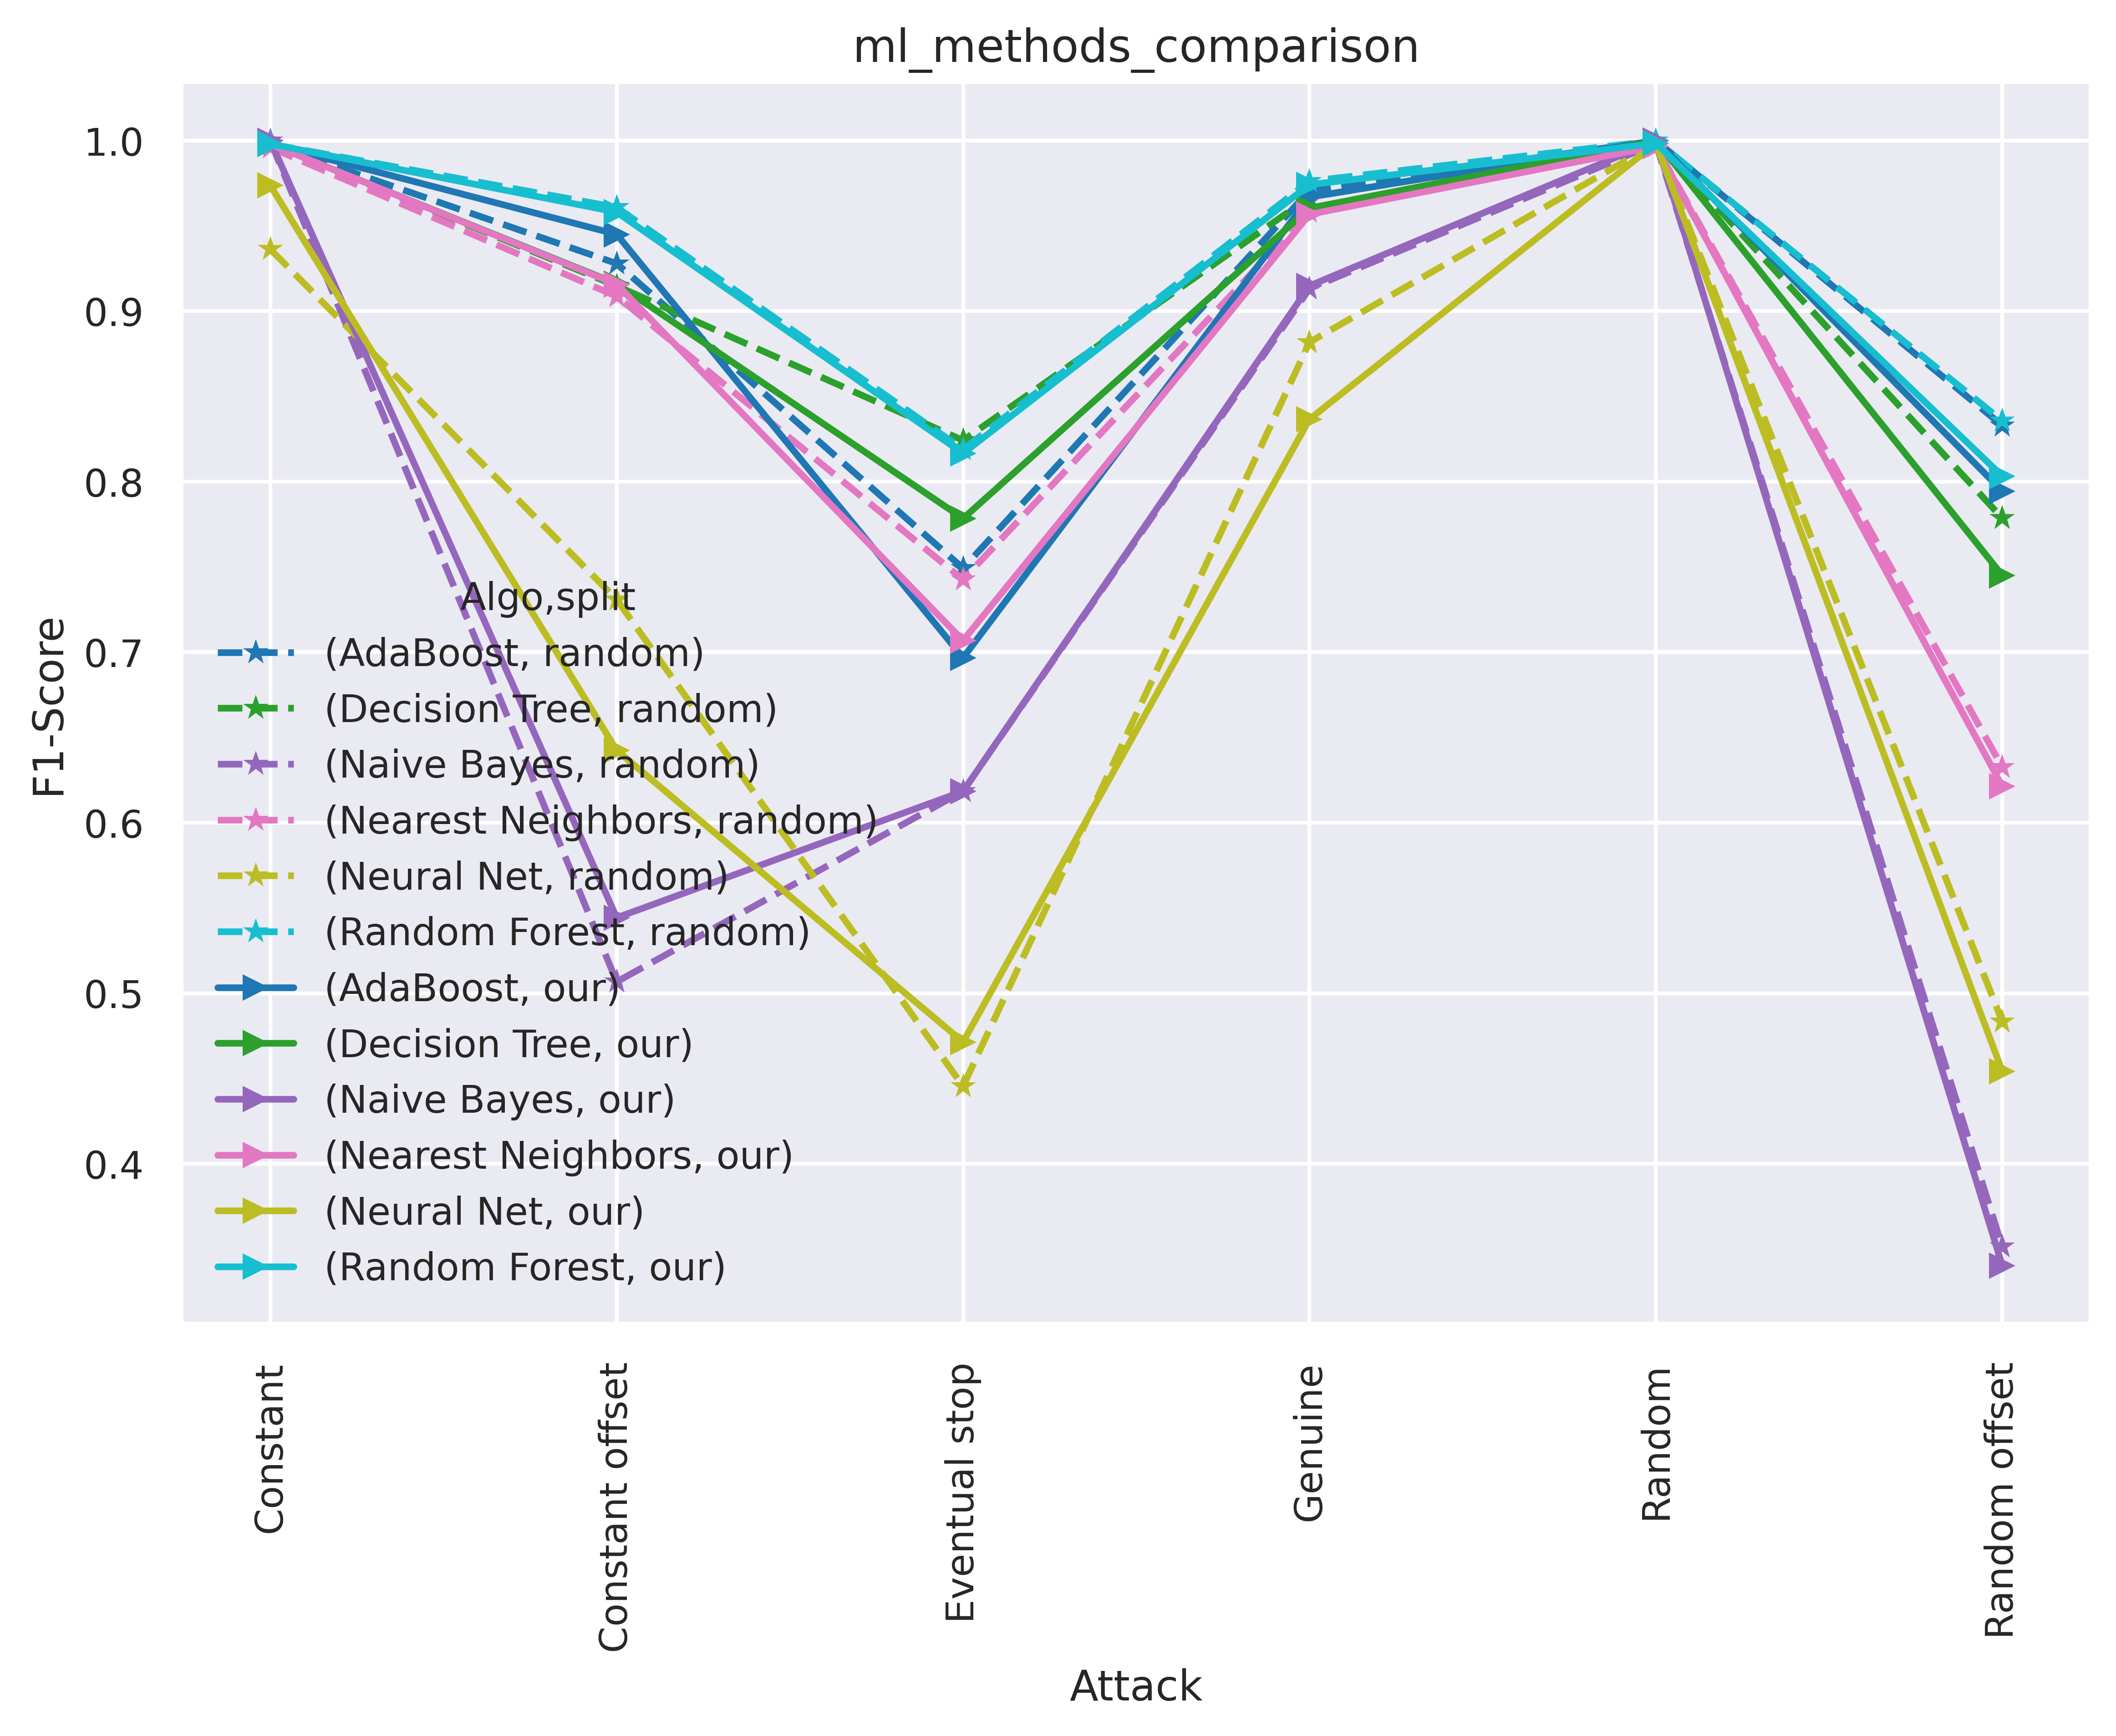 ml_methods_comparison
1.0
0.9
0.8
0.7
0.6
0.5
0.4
F1-Score
Algo,split
(AdaBoost, random)
(Decision Tree, random)
(Naive Bayes, random)
(Nearest Neighbors, random)
(Neural Net, random)
(Random Forest, random)
(AdaBoost, our)
(Decision Tree, our)
(Naive Bayes, our)
(Nearest Neighbors, our)
(Neural Net, our)
(Random Forest, our)
Constant
Constant offset
Eventual stop
Genuine
Random
Random offset
Attack